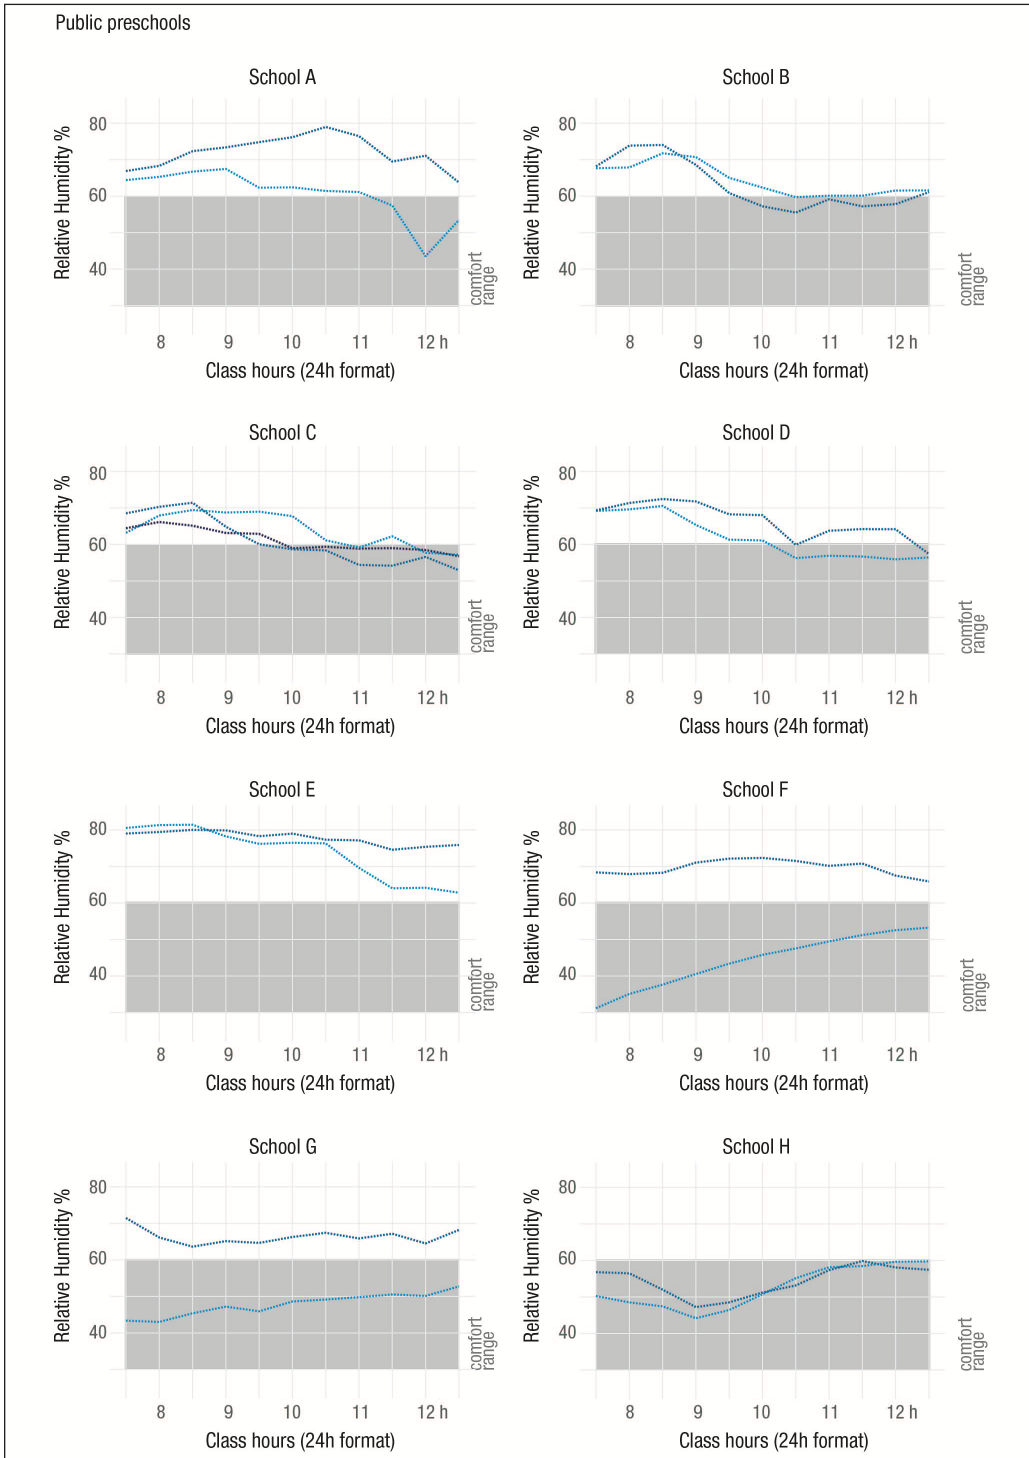 Public preschools
School A
School B
Relative Humidity %
80
60
40
comfort
range
Relative Humidity %
80
60
40
comfort
range
8 9 10 11 12 h
8 9 10 11 12 h
Class hours (24h format)
Class hours (24h format)
School C
School D
Relative Humidity %
80
60
40
comfort
range
Relative Humidity %
80
60
40
comfort
range
8 9 10 11 12 h
8 9 10 11 12 h
Class hours (24h format)
Class hours (24h format)
School E
School F
Relative Humidity %
80
60
40
comfort
range
Relative Humidity %
80
60
40
comfort
range
8 9 10 11 12 h
8 9 10 11 12 h
Class hours (24h format)
Class hours (24h format)
School G
School H
Relative Humidity %
80
60
40
comfort
range
Relative Humidity %
80
60
40
comfort
range
8 9 10 11 12 h
8 9 10 11 12 h
Class hours (24h format)
Class hours (24h format)